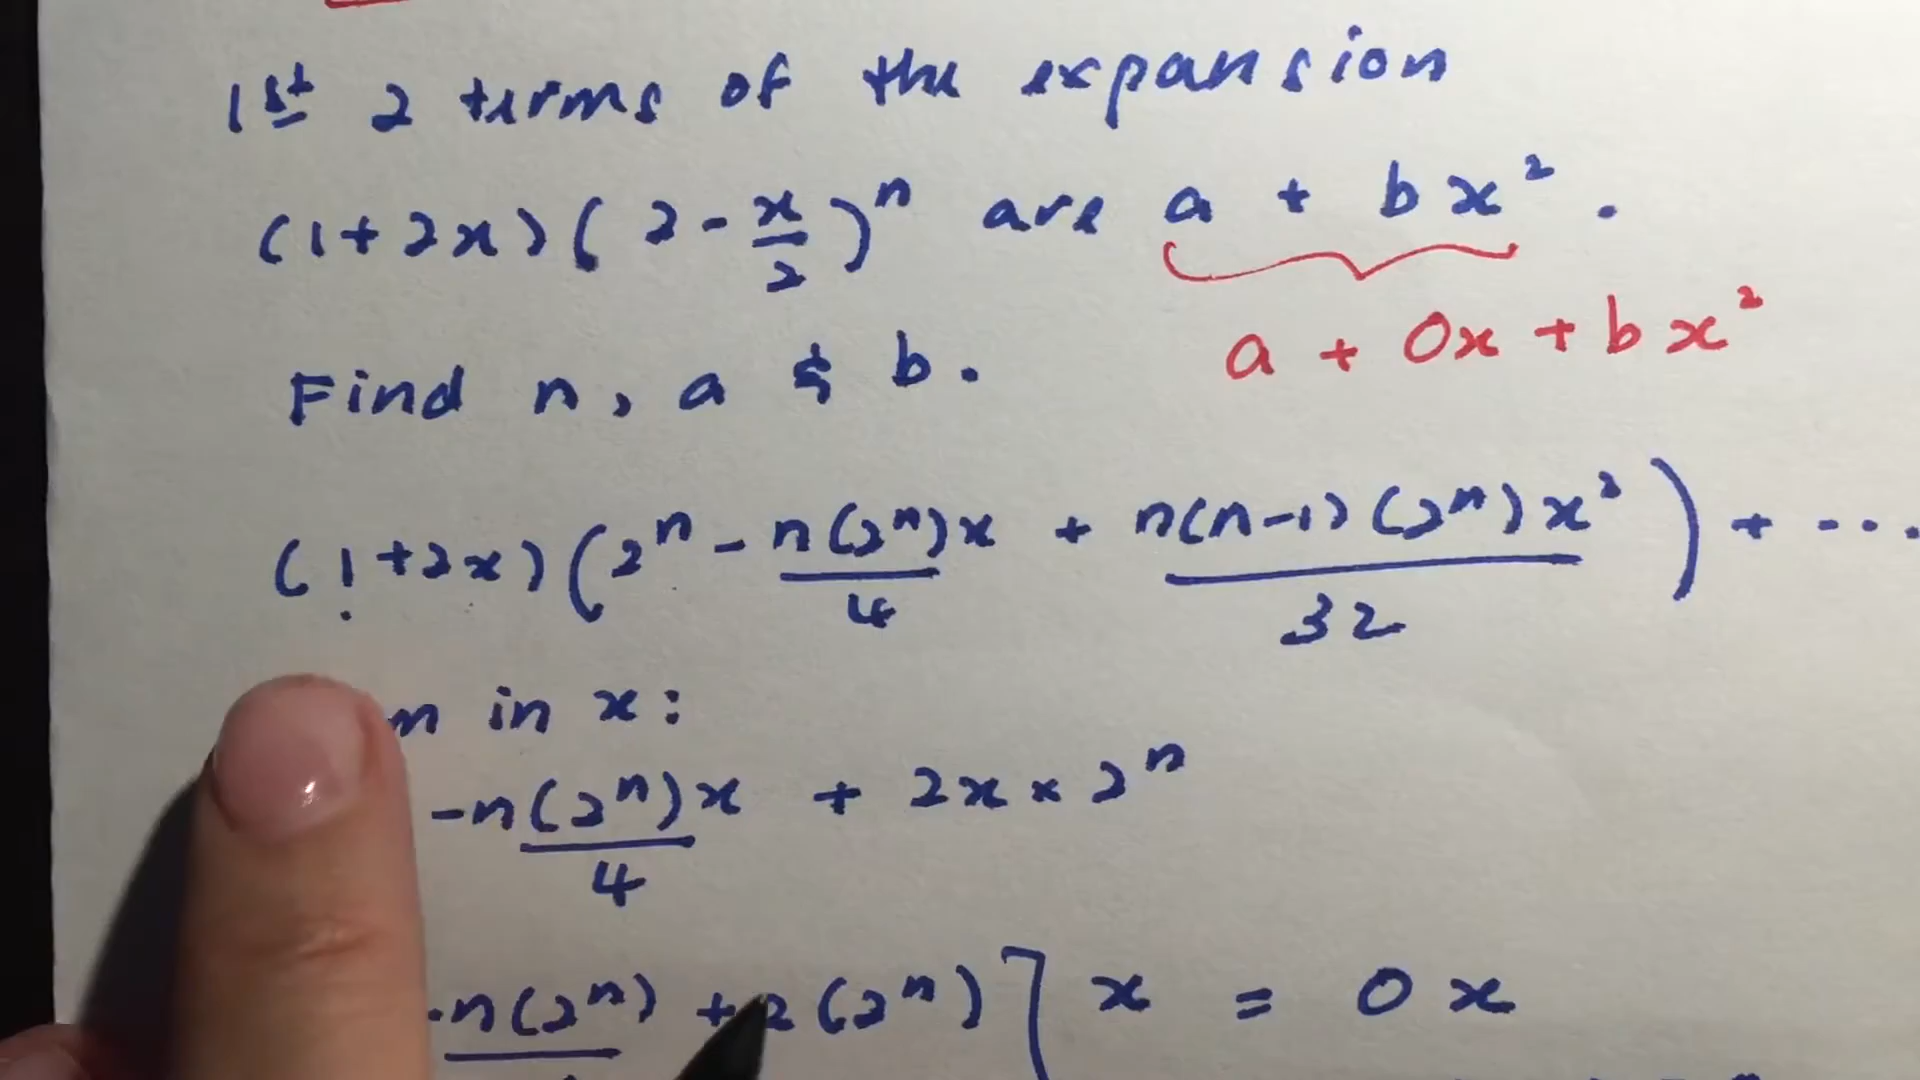 1st 2 terms of the expansion
(1+2x)(2-x/2)^n are a + bx².
a + 0x + bx²
Find n, a & b.
(1+2x)(2^n - n(2^n)x/4 + n(n-1)(2^n)x²/32) + ...
in x:
-n(2^n)x/4 + 2x × 2^n
-n(2^n) + 2(2^n)] x = 0x